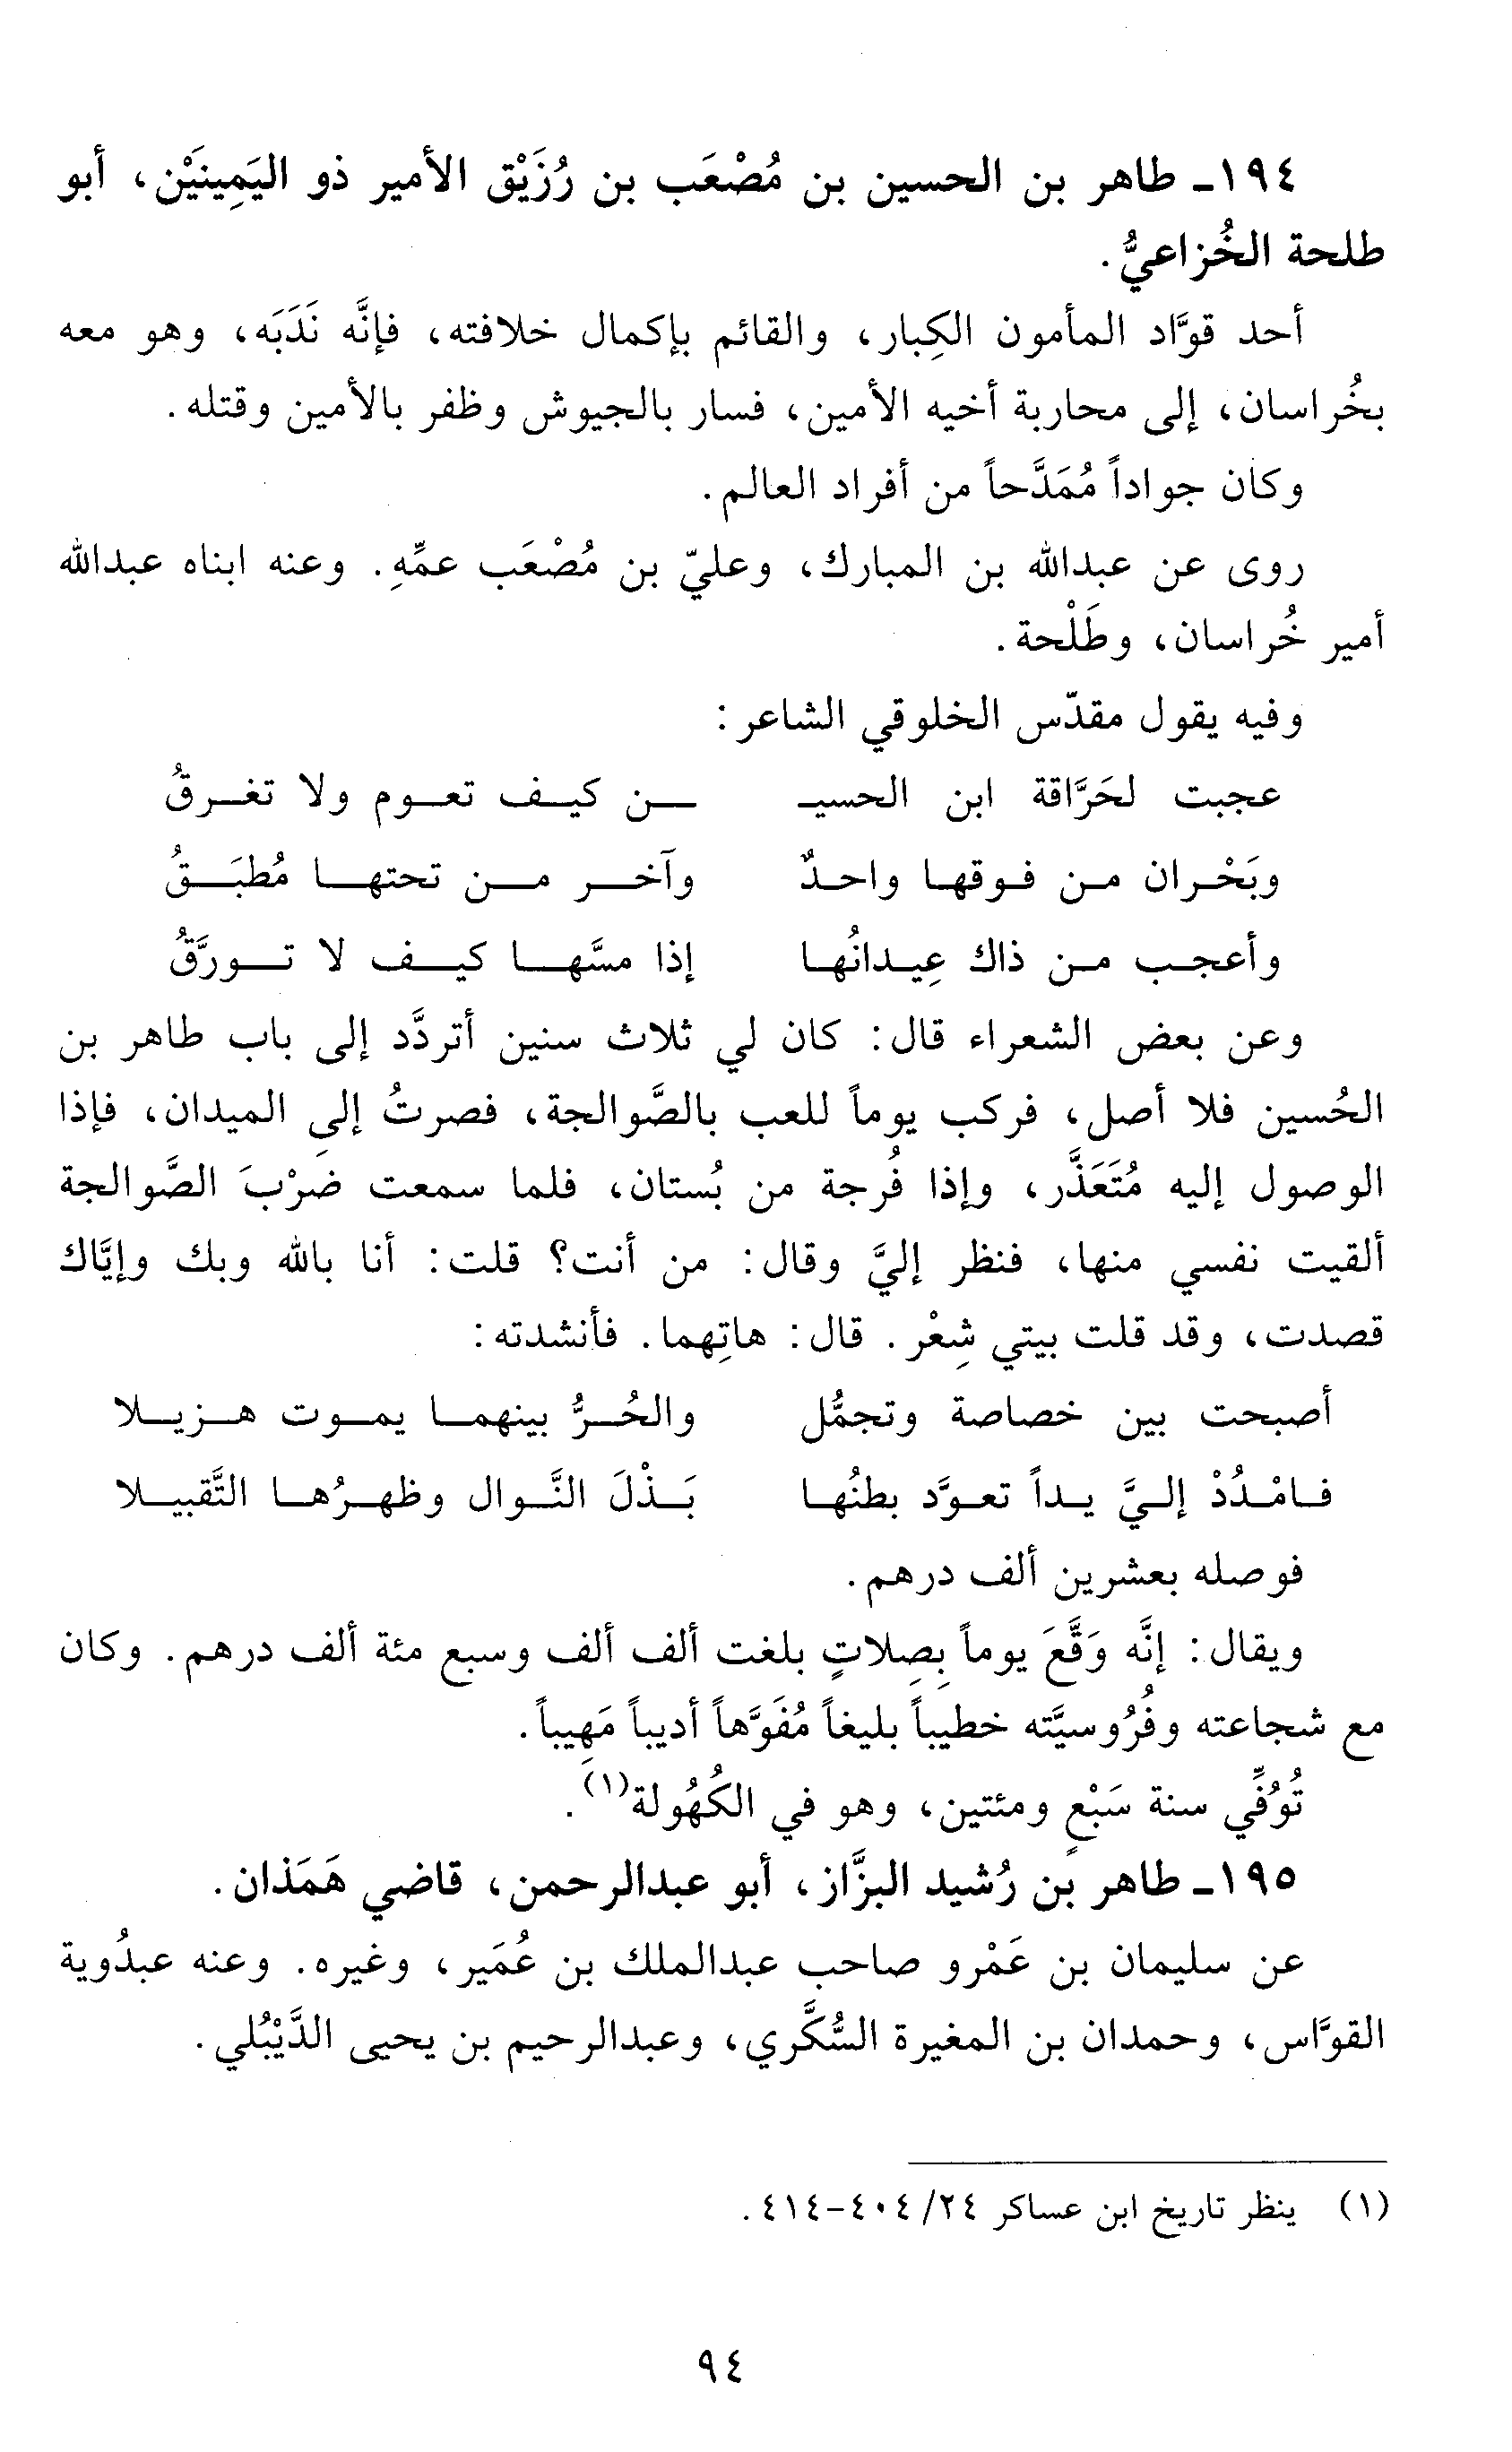 ١٩٤ـ طاهر بن الحسين بن مُصْعَب بن رُزَيْق الأمير ذو اليَمِينَيْن، أبو
طلحة الخُزاعيُّ.
أحد قوَّاد المأمون الكِبار، والقائم بإكمال خلافته، فإنَّه نَدَبَه، وهو معه
بخُراسان، إلى محاربة أخيه الأمين، فسار بالجيوش وظفر بالأمين وقتله.
وكان جواداً مُمَدَّحاً من أفراد العالم.
روى عن عبدالله بن المبارك، وعليّ بن مُصْعَب عمِّه. وعنه ابناه عبدالله
أمير خُراسان، وطَلْحة.
وفيه يقول مقدّس الخلوقي الشاعر:
عجبت لحَرَّاقة ابن الحسيـ ـن كيف تعوم ولا تغرقُ
وبَحْران من فوقها واحدٌ وآخر من تحتها مُطبَقُ
وأعجب من ذاك عِيدانُها إذا مسَّها كيف لا تورَّقُ
وعن بعض الشعراء قال: كان لي ثلاث سنين أتردَّد إلى باب طاهر بن
الحُسين فلا أصل، فركب يوماً للعب بالصَّوالجة، فصرتُ إلى الميدان، فإذا
الوصول إليه مُتَعَذَّر، وإذا فُرجة من بُستان، فلما سمعت ضَرْبَ الصَّوالجة
ألقيت نفسي منها، فنظر إليَّ وقال: من أنت؟ قلت: أنا بالله وبك وإيَّاك
قصدت، وقد قلت بيتي شِعْر. قال: هاتِهما. فأنشدته:
أصبحت بين خصاصة وتجمُّل والحُرُّ بينهما يموت هزيلا
فامْدُدْ إليَّ يداً تعوَّد بطنُها بَذْلَ النَّوال وظهرُها التَّقبيلا
فوصله بعشرين ألف درهم.
ويقال: إنَّه وَقَّعَ يوماً بِصِلاتٍ بلغت ألف ألف وسبع مئة ألف درهم. وكان
مع شجاعته وفُرُوسيَّته خطيباً بليغاً مُفَوَّهاً أديباً مَهِيباً.
تُوُفِّي سنة سَبْعٍ ومئتين، وهو في الكُهُولة(١).
١٩٥ـ طاهر بن رُشيد البزَّاز، أبو عبدالرحمن، قاضي هَمَذان.
عن سليمان بن عَمْرو صاحب عبدالملك بن عُمَير، وغيره. وعنه عبدُوية
القوَّاس، وحمدان بن المغيرة السُّكَّري، وعبدالرحيم بن يحيى الدَّيْبُلي.
(١) ينظر تاريخ ابن عساكر ٢٤/ ٤٠٤-٤١٤.
٩٤